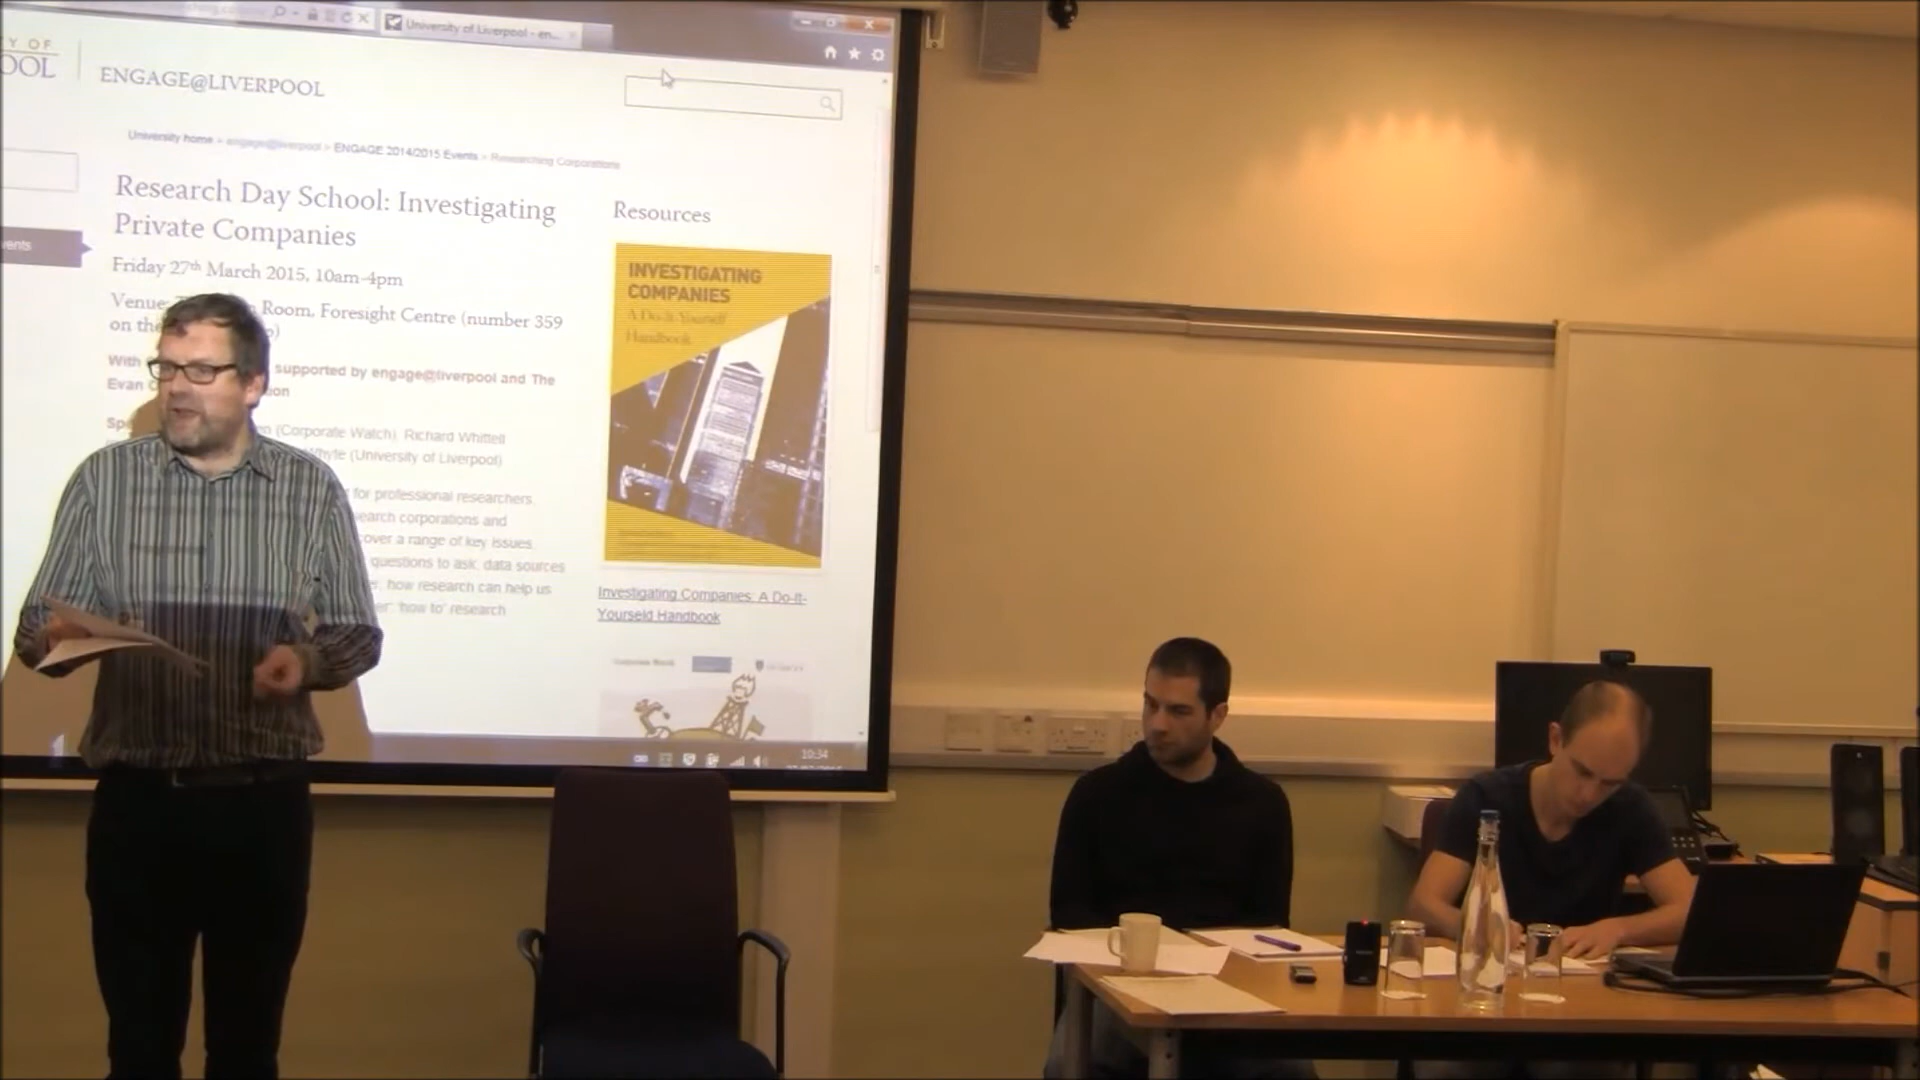 University of Liverpool - en...
Y OF
OOL
ENGAGE@LIVERPOOL
University home > engage@liverpool > ENGAGE 2014/2015 Events > Researching Corporations
Research Day School: Investigating
Private Companies
Friday 27th March 2015, 10am-4pm
Venue: Room, Foresight Centre (number 359
on the
With supported by engage@liverpool and The
Evan
(Corporate Watch), Richard Whittell
Whyte (University of Liverpool)
for professional researchers,
corporations and
cover a range of key issues
questions to ask; data sources
how research can help us
'how to' research
vents
Resources
INVESTIGATING
COMPANIES
A Do-It-Yourself
Handbook
Investigating Companies: A Do-It-
Yourseld Handbook
10:34